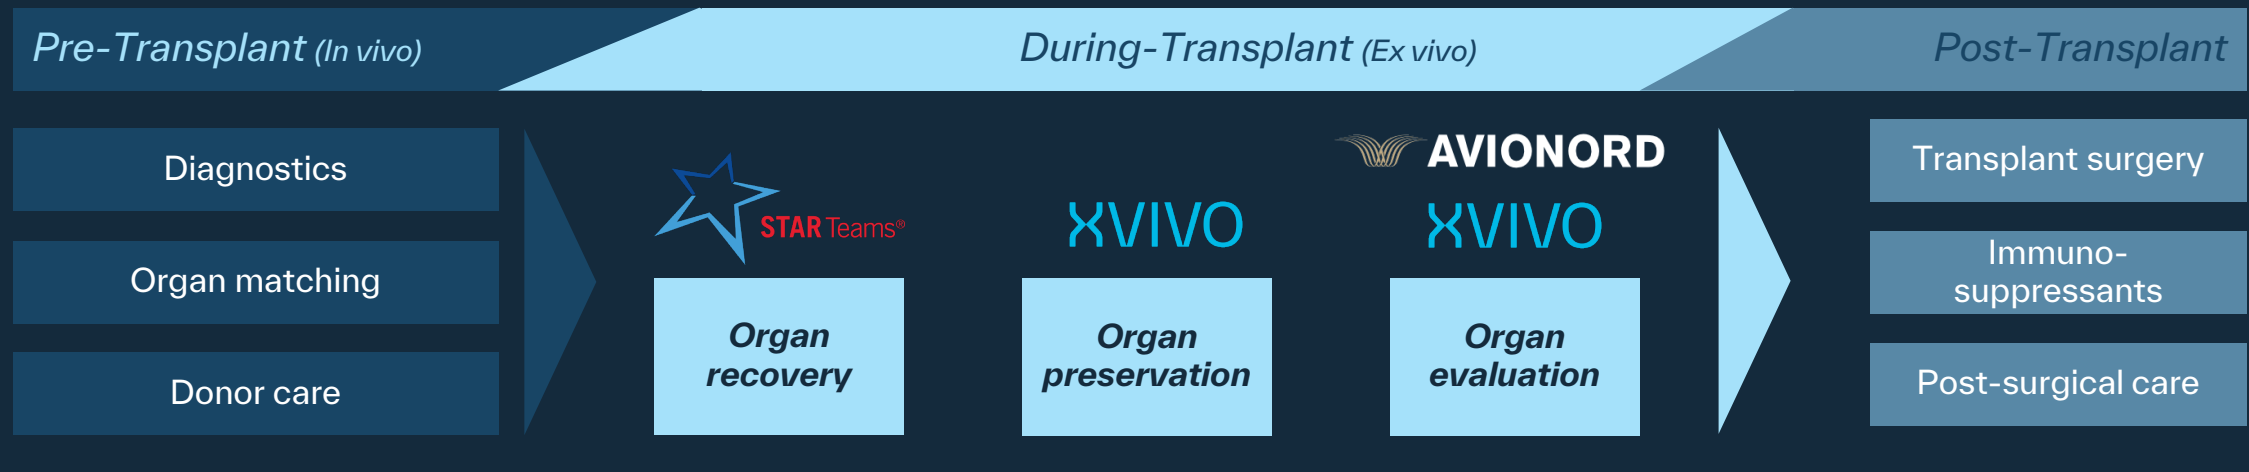 Pre-Transplant (In vivo)
During-Transplant (Ex vivo)
Post-Transplant
Diagnostics
Organ matching
Donor care
STAR Teams®
Organ
recovery
XVIVO
Organ
preservation
AVIONORD
XVIVO
Organ
evaluation
Transplant surgery
Immuno-
suppressants
Post-surgical care